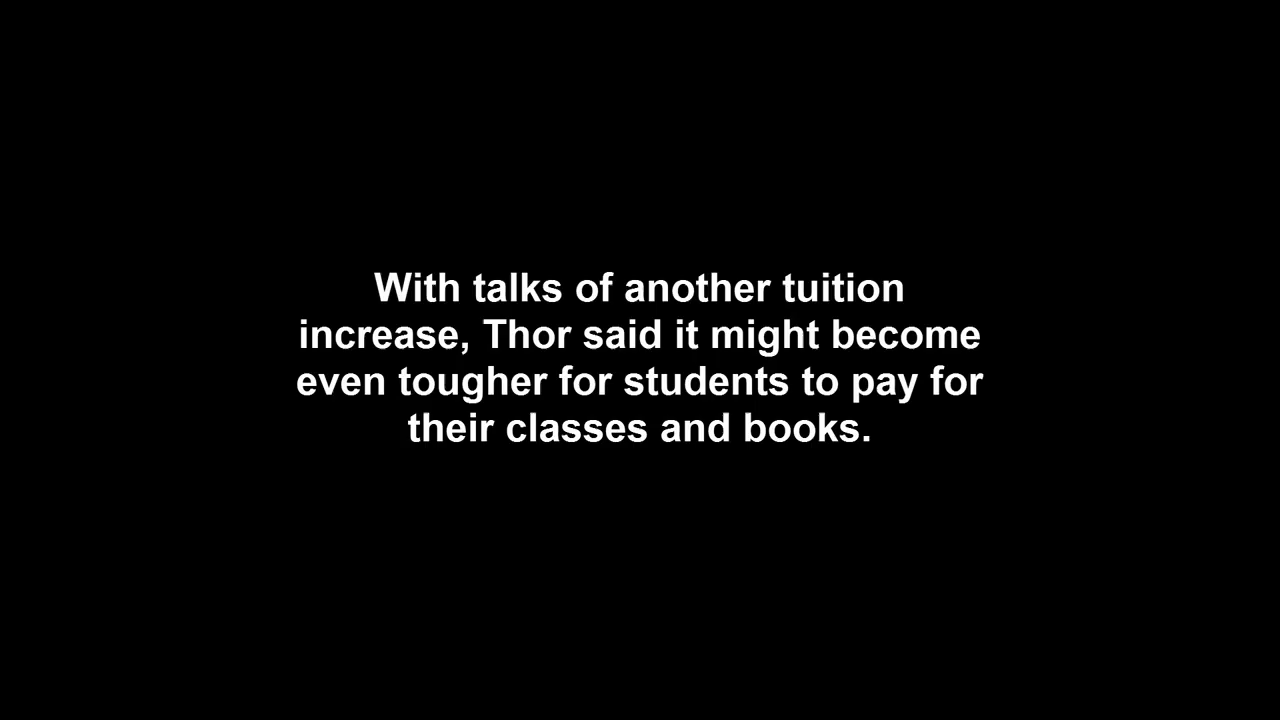 With talks of another tuition
increase, Thor said it might become
even tougher for students to pay for
their classes and books.